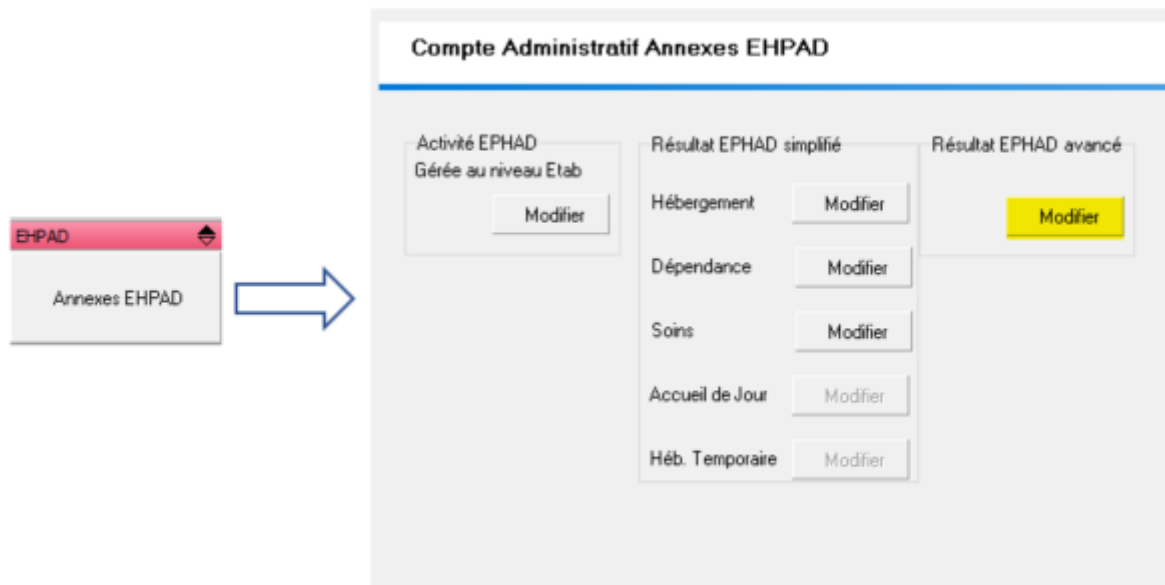 EHPAD
Annexes EHPAD
Compte Administratif Annexes EHPAD
Activité EPHAD
Gérée au niveau Etab
Modifier
Résultat EPHAD simplifié
Hébergement Modifier
Dépendance Modifier
Soins Modifier
Accueil de Jour Modifier
Héb. Temporaire Modifier
Résultat EPHAD avancé
Modifier